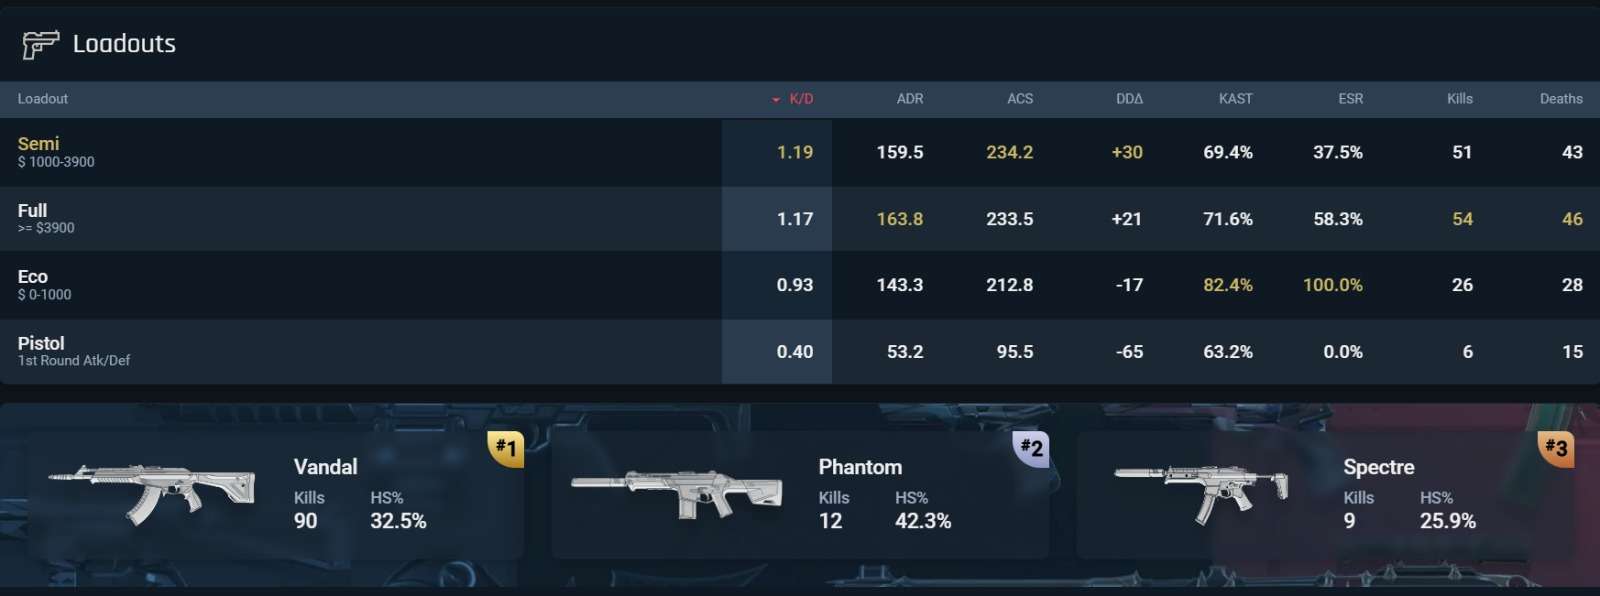 Loadouts
Loadout K/D ADR ACS DDΔ KAST ESR Kills Deaths
Semi 1.19 159.5 234.2 +30 69.4% 37.5% 51 43
$ 1000-3900
Full 1.17 163.8 233.5 +21 71.6% 58.3% 54 46
>= $3900
Eco 0.93 143.3 212.8 -17 82.4% 100.0% 26 28
$ 0-1000
Pistol 0.40 53.2 95.5 -65 63.2% 0.0% 6 15
1st Round Atk/Def
#1 #2 #3
Vandal Phantom Spectre
Kills HS% Kills HS% Kills HS%
90 32.5% 12 42.3% 9 25.9%